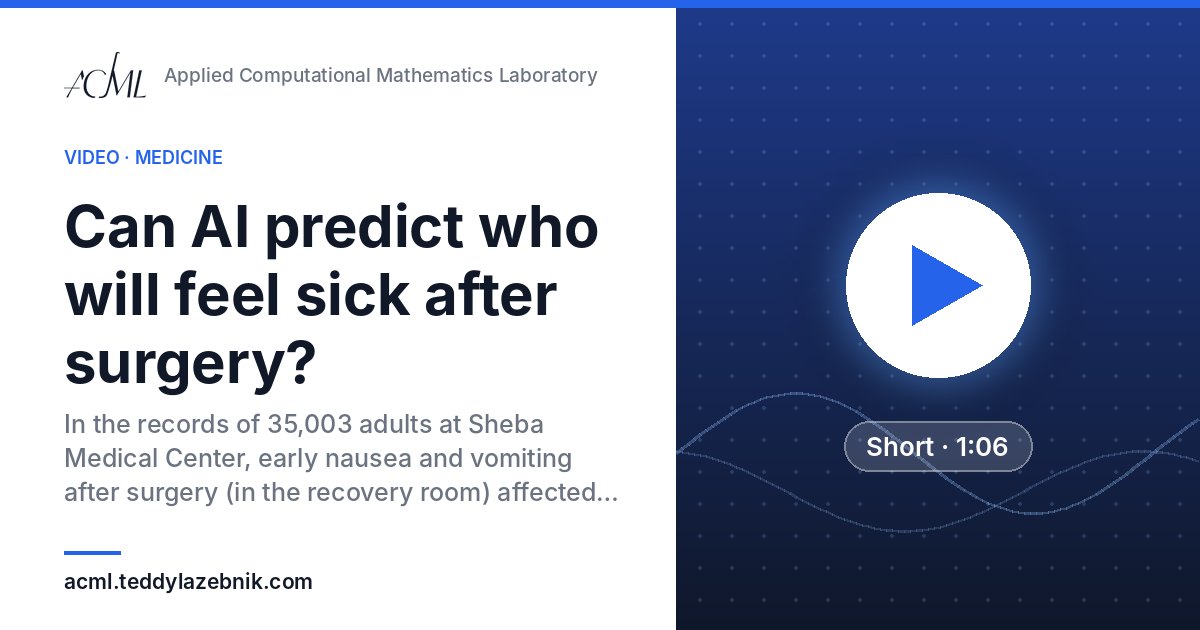 ACML Applied Computational Mathematics Laboratory
VIDEO · MEDICINE
Can AI predict who
will feel sick after
surgery?
In the records of 35,003 adults at Sheba
Medical Center, early nausea and vomiting
after surgery (in the recovery room) affected...
acml.teddylazebnik.com
Short · 1:06